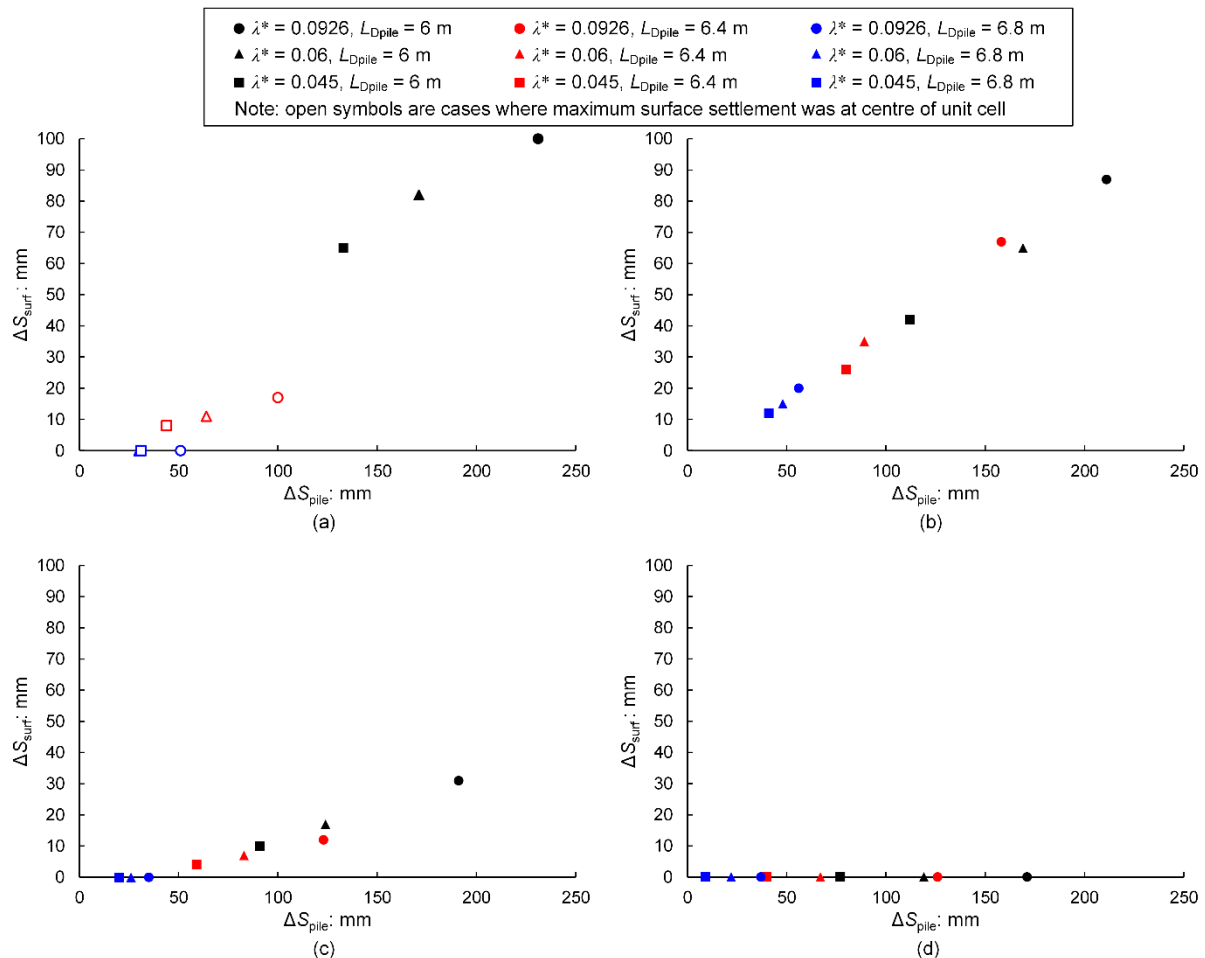 λ* = 0.0926, LDpile = 6 m λ* = 0.0926, LDpile = 6.4 m λ* = 0.0926, LDpile = 6.8 m
λ* = 0.06, LDpile = 6 m λ* = 0.06, LDpile = 6.4 m λ* = 0.06, LDpile = 6.8 m
λ* = 0.045, LDpile = 6 m λ* = 0.045, LDpile = 6.4 m λ* = 0.045, LDpile = 6.8 m
Note: open symbols are cases where maximum surface settlement was at centre of unit cell
100
90
80
70
60
50
40
30
20
10
0
ΔSsurf: mm
0 50 100 150 200 250
ΔSpile: mm
(a)
100
90
80
70
60
50
40
30
20
10
0
ΔSsurf: mm
0 50 100 150 200 250
ΔSpile: mm
(b)
100
90
80
70
60
50
40
30
20
10
0
ΔSsurf: mm
0 50 100 150 200 250
ΔSpile: mm
(c)
100
90
80
70
60
50
40
30
20
10
0
ΔSsurf: mm
0 50 100 150 200 250
ΔSpile: mm
(d)